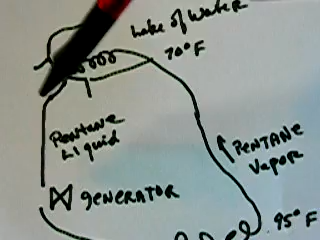 Lake of Water
70°F
Pentane
Liquid
PENTANE
Vapor
GENERATOR
95°F